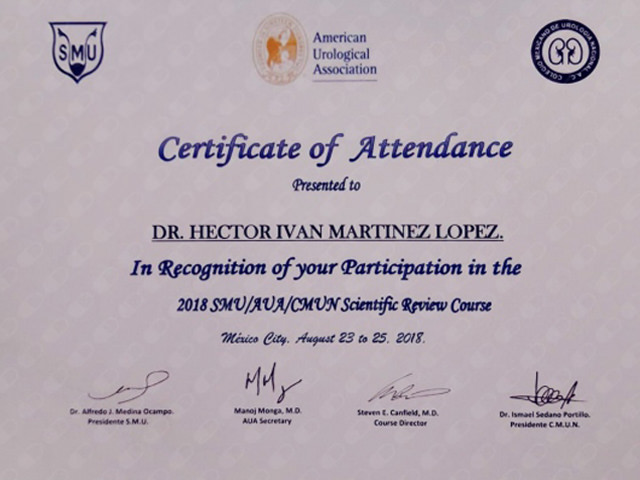 SMU
American
Urological
Association
COLEGIO MEXICANO DE UROLOGIA NACIONAL, A.C.
Certificate of Attendance
Presented to
DR. HECTOR IVAN MARTINEZ LOPEZ.
In Recognition of your Participation in the
2018 SMU/AUA/CMUN Scientific Review Course
México City, August 23 to 25, 2018.
Dr. Alfredo J. Medina Ocampo.
Presidente S.M.U.
Manoj Monga, M.D.
AUA Secretary
Steven E. Canfield, M.D.
Course Director
Dr. Ismael Sedano Portillo.
Presidente C.M.U.N.